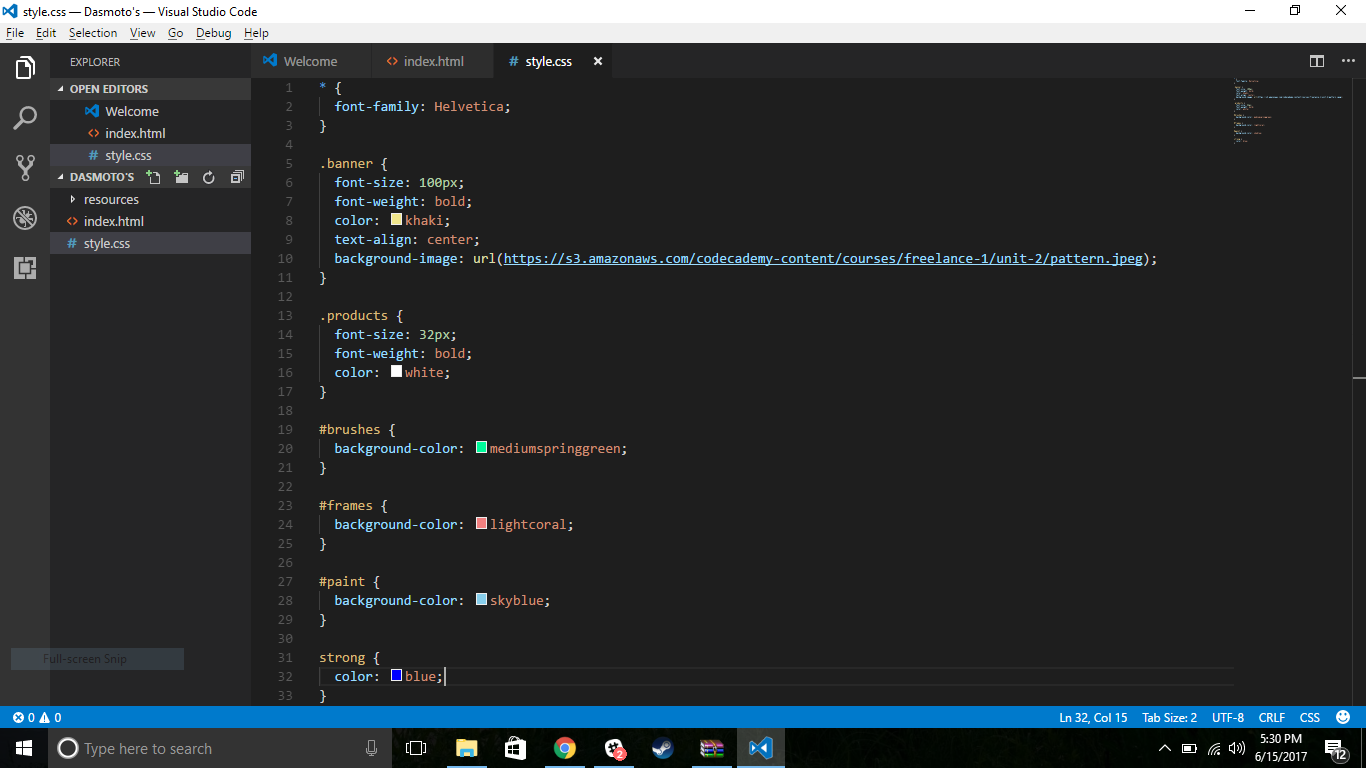 style.css — Dasmoto's — Visual Studio Code
File Edit Selection View Go Debug Help
EXPLORER
OPEN EDITORS
Welcome
index.html
style.css
DASMOTO'S
resources
index.html
style.css
Welcome index.html style.css
1 * {
2 font-family: Helvetica;
3 }
4
5 .banner {
6 font-size: 100px;
7 font-weight: bold;
8 color: khaki;
9 text-align: center;
10 background-image: url(https://s3.amazonaws.com/codecademy-content/courses/freelance-1/unit-2/pattern.jpeg);
11 }
12
13 .products {
14 font-size: 32px;
15 font-weight: bold;
16 color: white;
17 }
18
19 #brushes {
20 background-color: mediumspringgreen;
21 }
22
23 #frames {
24 background-color: lightcoral;
25 }
26
27 #paint {
28 background-color: skyblue;
29 }
30
31 strong {
32 color: blue;
33 }
Full-screen Snip
0 0 Ln 32, Col 15 Tab Size: 2 UTF-8 CRLF CSS
Type here to search
2
5:30 PM
6/15/2017
12